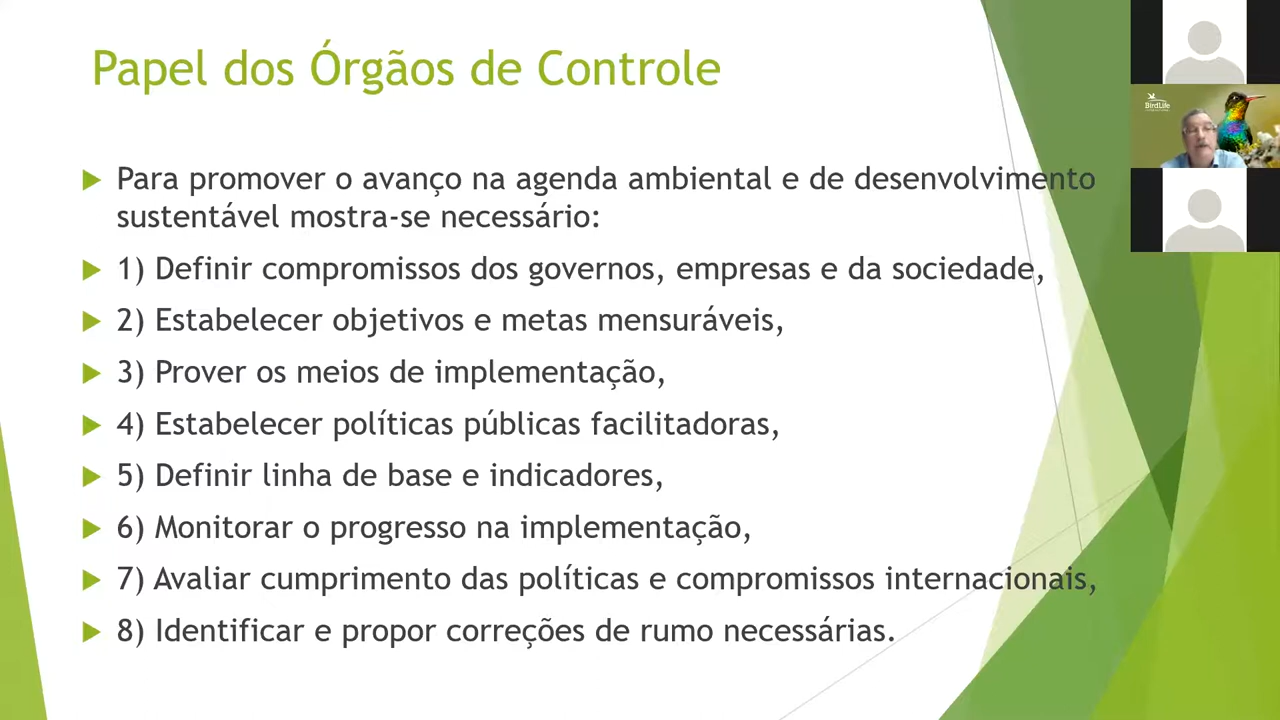 Papel dos Órgãos de Controle
Para promover o avanço na agenda ambiental e de desenvolvimento
sustentável mostra-se necessário:
1) Definir compromissos dos governos, empresas e da sociedade,
2) Estabelecer objetivos e metas mensuráveis,
3) Prover os meios de implementação,
4) Estabelecer políticas públicas facilitadoras,
5) Definir linha de base e indicadores,
6) Monitorar o progresso na implementação,
7) Avaliar cumprimento das políticas e compromissos internacionais,
8) Identificar e propor correções de rumo necessárias.
BirdLife